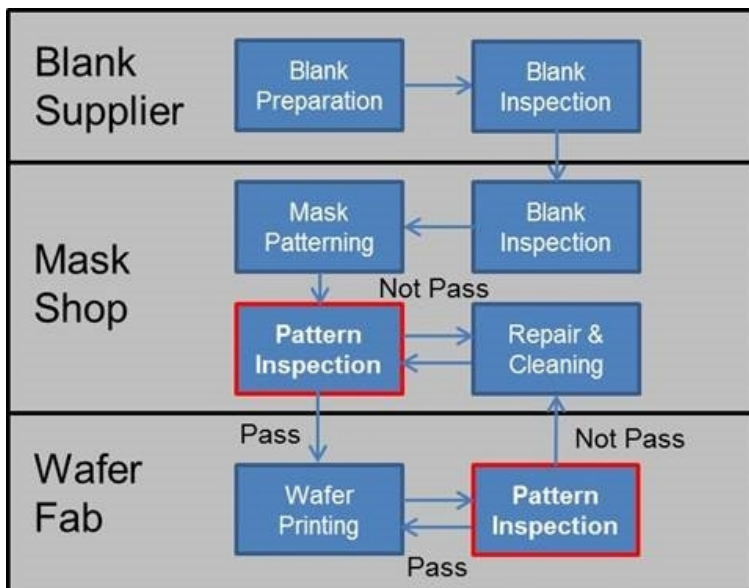 Blank
Supplier
Blank
Preparation
Blank
Inspection
Mask
Shop
Mask
Patterning
Blank
Inspection
Not Pass
Pattern
Inspection
Repair &
Cleaning
Pass
Not Pass
Wafer
Fab
Wafer
Printing
Pattern
Inspection
Pass